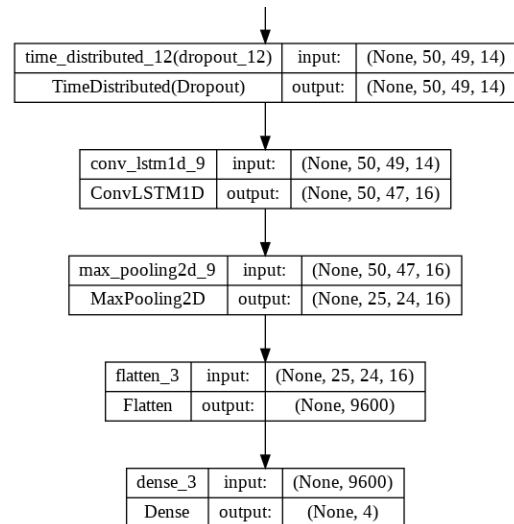 time_distributed_12(dropout_12) input: (None, 50, 49, 14)
TimeDistributed(Dropout) output: (None, 50, 49, 14)
conv_lstm1d_9 input: (None, 50, 49, 14)
ConvLSTM1D output: (None, 50, 47, 16)
max_pooling2d_9 input: (None, 50, 47, 16)
MaxPooling2D output: (None, 25, 24, 16)
flatten_3 input: (None, 25, 24, 16)
Flatten output: (None, 9600)
dense_3 input: (None, 9600)
Dense output: (None, 4)